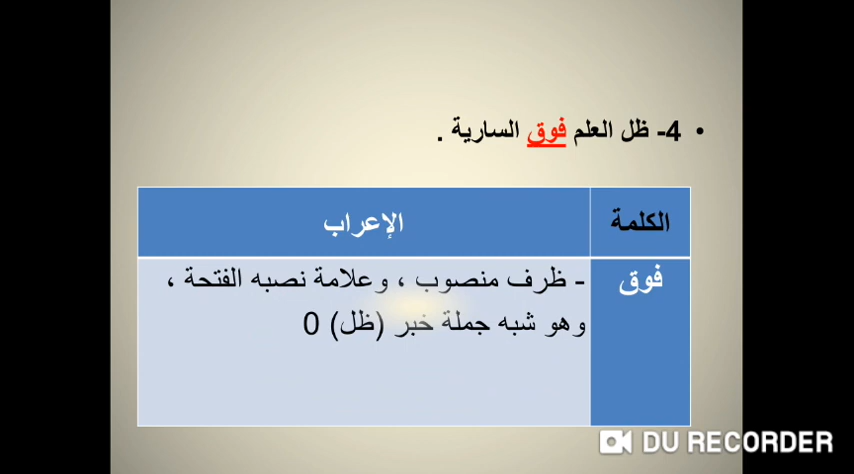 • 4- ظل العلم فوق السارية .
الكلمة
الإعراب
فوق
- ظرف منصوب ، وعلامة نصبه الفتحة ،
وهو شبه جملة خبر (ظل) 0
DU RECORDER